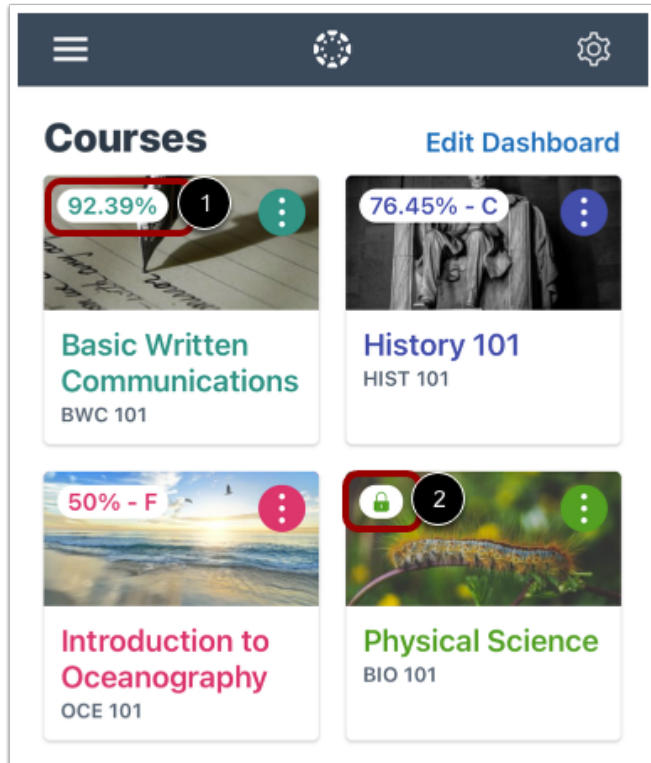 Courses
Edit Dashboard
92.39%
1
76.45% - C
Basic Written
Communications
BWC 101
History 101
HIST 101
50% - F
2
Introduction to
Oceanography
OCE 101
Physical Science
BIO 101